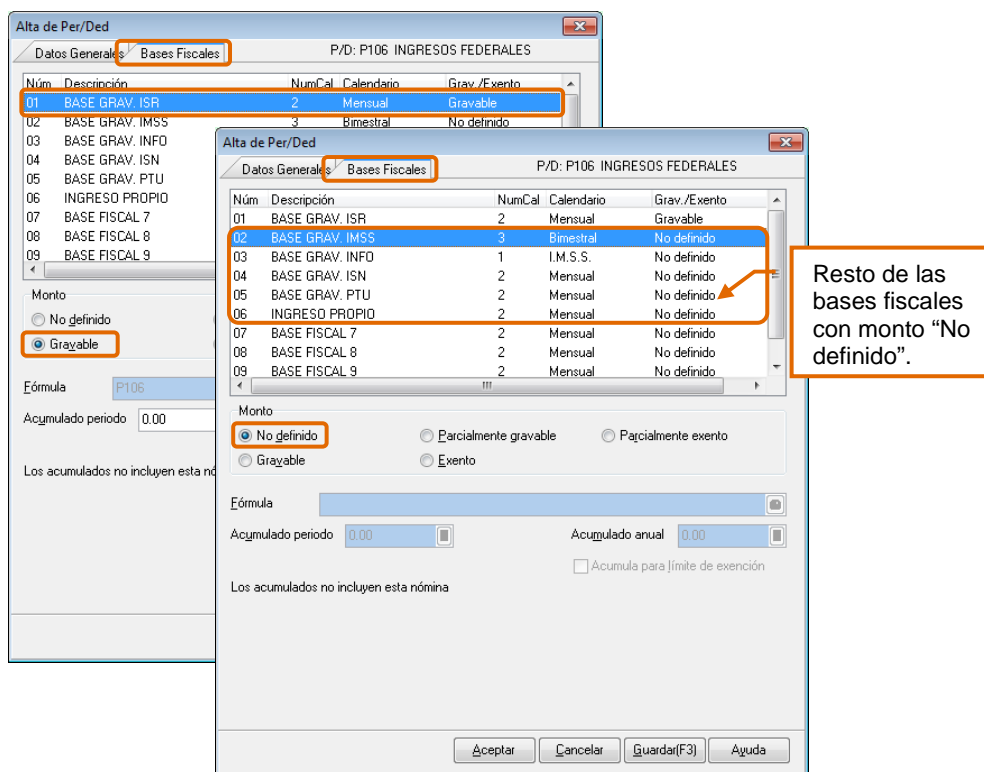 Alta de Per/Ded
Datos Generales Bases Fiscales P/D: P106 INGRESOS FEDERALES
Núm Descripción NumCal Calendario Grav./Exento
01 BASE GRAV. ISR 2 Mensual Gravable
02 BASE GRAV. IMSS 3 Bimestral No definido
03 BASE GRAV. INFO
04 BASE GRAV. ISN
05 BASE GRAV. PTU
06 INGRESO PROPIO
07 BASE FISCAL 7
08 BASE FISCAL 8
09 BASE FISCAL 9
Monto
No definido
Gravable
Fórmula P106
Acumulado periodo 0.00
Los acumulados no incluyen esta nó
Alta de Per/Ded
Datos Generales Bases Fiscales P/D: P106 INGRESOS FEDERALES
Núm Descripción NumCal Calendario Grav./Exento
01 BASE GRAV. ISR 2 Mensual Gravable
02 BASE GRAV. IMSS 3 Bimestral No definido
03 BASE GRAV. INFO 1 I.M.S.S. No definido
04 BASE GRAV. ISN 2 Mensual No definido
05 BASE GRAV. PTU 2 Mensual No definido
06 INGRESO PROPIO 2 Mensual No definido
07 BASE FISCAL 7 2 Mensual No definido
08 BASE FISCAL 8 2 Mensual No definido
09 BASE FISCAL 9 2 Mensual No definido
Monto
No definido Parcialmente gravable Parcialmente exento
Gravable Exento
Fórmula
Acumulado periodo 0.00 Acumulado anual 0.00
Acumula para límite de exención
Los acumulados no incluyen esta nómina
Aceptar Cancelar Guardar(F3) Ayuda
Resto de las
bases fiscales
con monto “No
definido”.